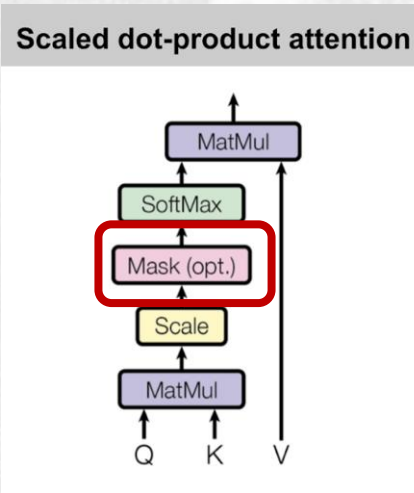 Scaled dot-product attention
MatMul
SoftMax
Mask (opt.)
Scale
MatMul
Q K V